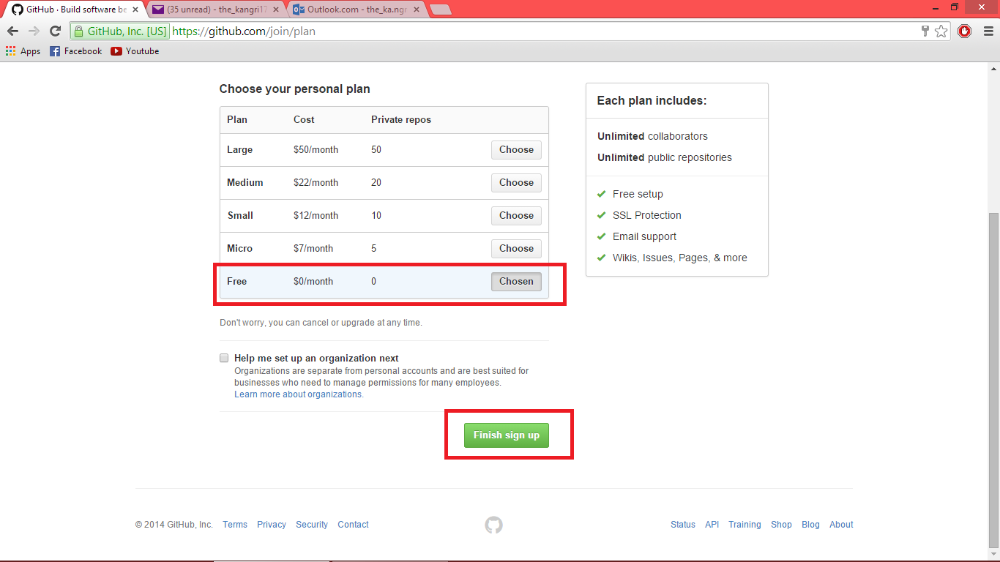 GitHub · Build software be
(35 unread) - the_kangri17
Outlook.com - the_ka.ngr
GitHub, Inc. [US] https://github.com/join/plan
Apps Facebook Youtube
Choose your personal plan
Plan Cost Private repos
Large $50/month 50 Choose
Medium $22/month 20 Choose
Small $12/month 10 Choose
Micro $7/month 5 Choose
Free $0/month 0 Chosen
Don't worry, you can cancel or upgrade at any time.
Help me set up an organization next
Organizations are separate from personal accounts and are best suited for
businesses who need to manage permissions for many employees.
Learn more about organizations.
Finish sign up
Each plan includes:
Unlimited collaborators
Unlimited public repositories
Free setup
SSL Protection
Email support
Wikis, Issues, Pages, & more
© 2014 GitHub, Inc. Terms Privacy Security Contact
Status API Training Shop Blog About